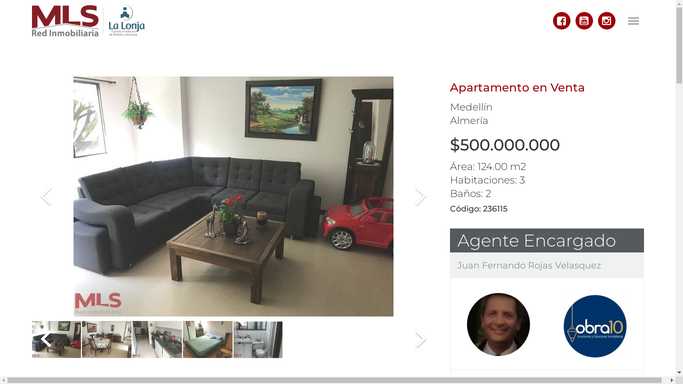 MLS
Red Inmobiliaria
La Lonja
Apartamento en Venta
Medellín
Almería
$500.000.000
Área: 124.00 m2
Habitaciones: 3
Baños: 2
Código: 236115
Agente Encargado
Juan Fernando Rojas Velasquez
MLS
obra10